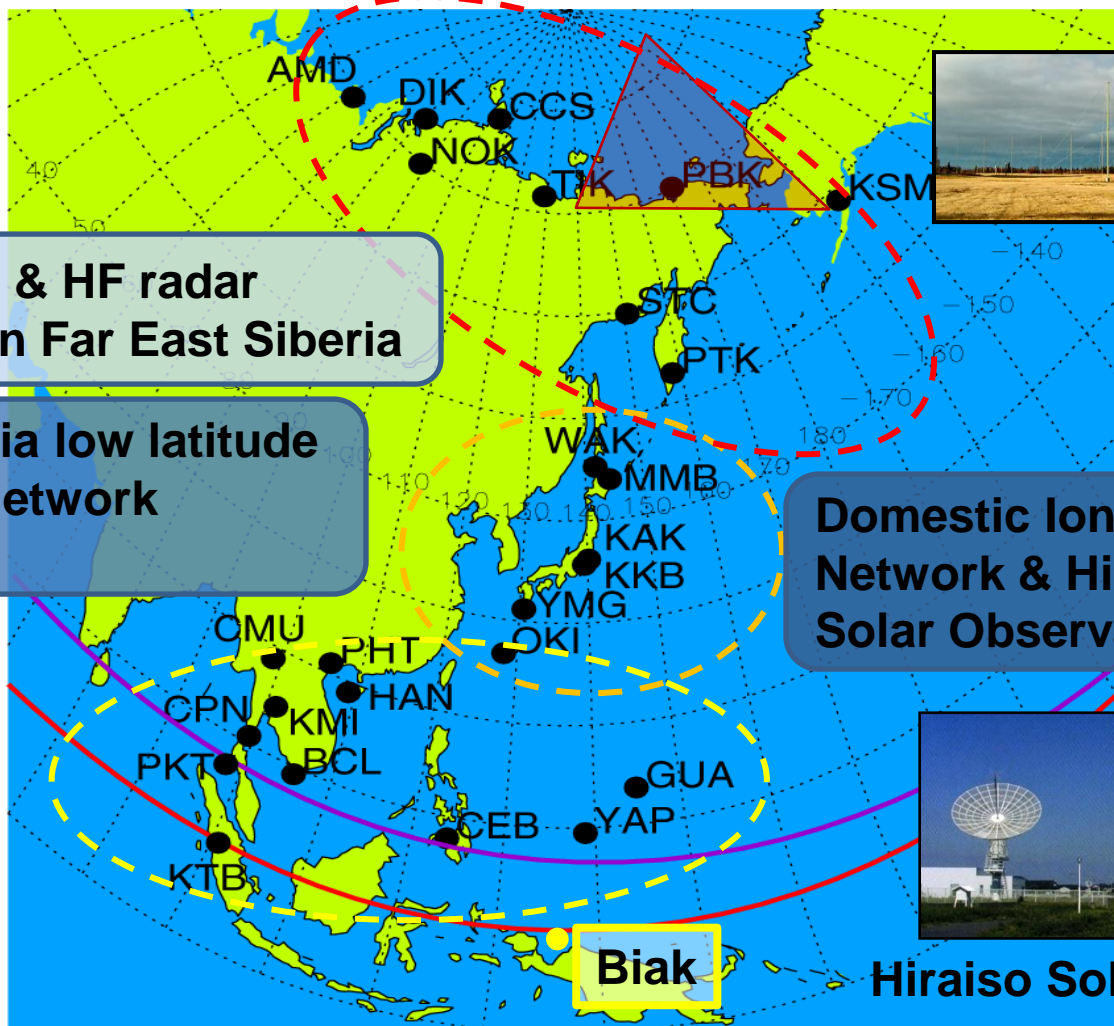 AMD
DIK
CCS
NOK
TIK
PBK
KSM
40
50
-140
-150
-160
-170
180
170
160
& HF radar
n Far East Siberia
STC
PTK
80
90
100
110
120
130
140
150
ia low latitude
etwork
WAK
MMB
KAK
KKB
YMG
OKI
Domestic Ion
Network & Hi
Solar Observ
CMU
PHT
HAN
CPN
KMI
PKT
BCL
GUA
YAP
CEB
KTB
Biak
Hiraiso Sol